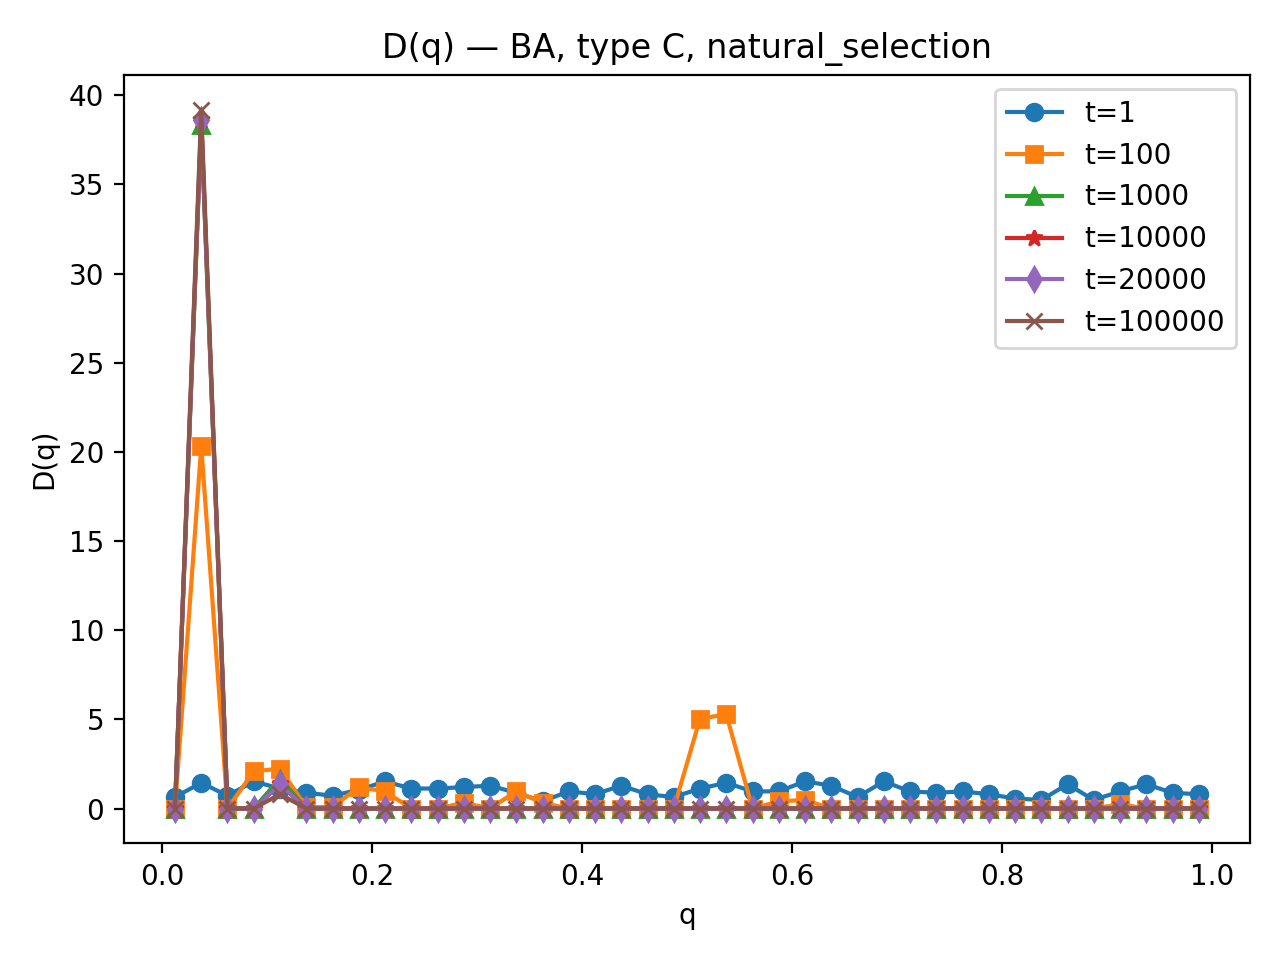 D(q) — BA, type C, natural_selection
40
35
30
25
20
15
10
5
0
D(q)
0.0 0.2 0.4 0.6 0.8 1.0
q
t=1
t=100
t=1000
t=10000
t=20000
t=100000